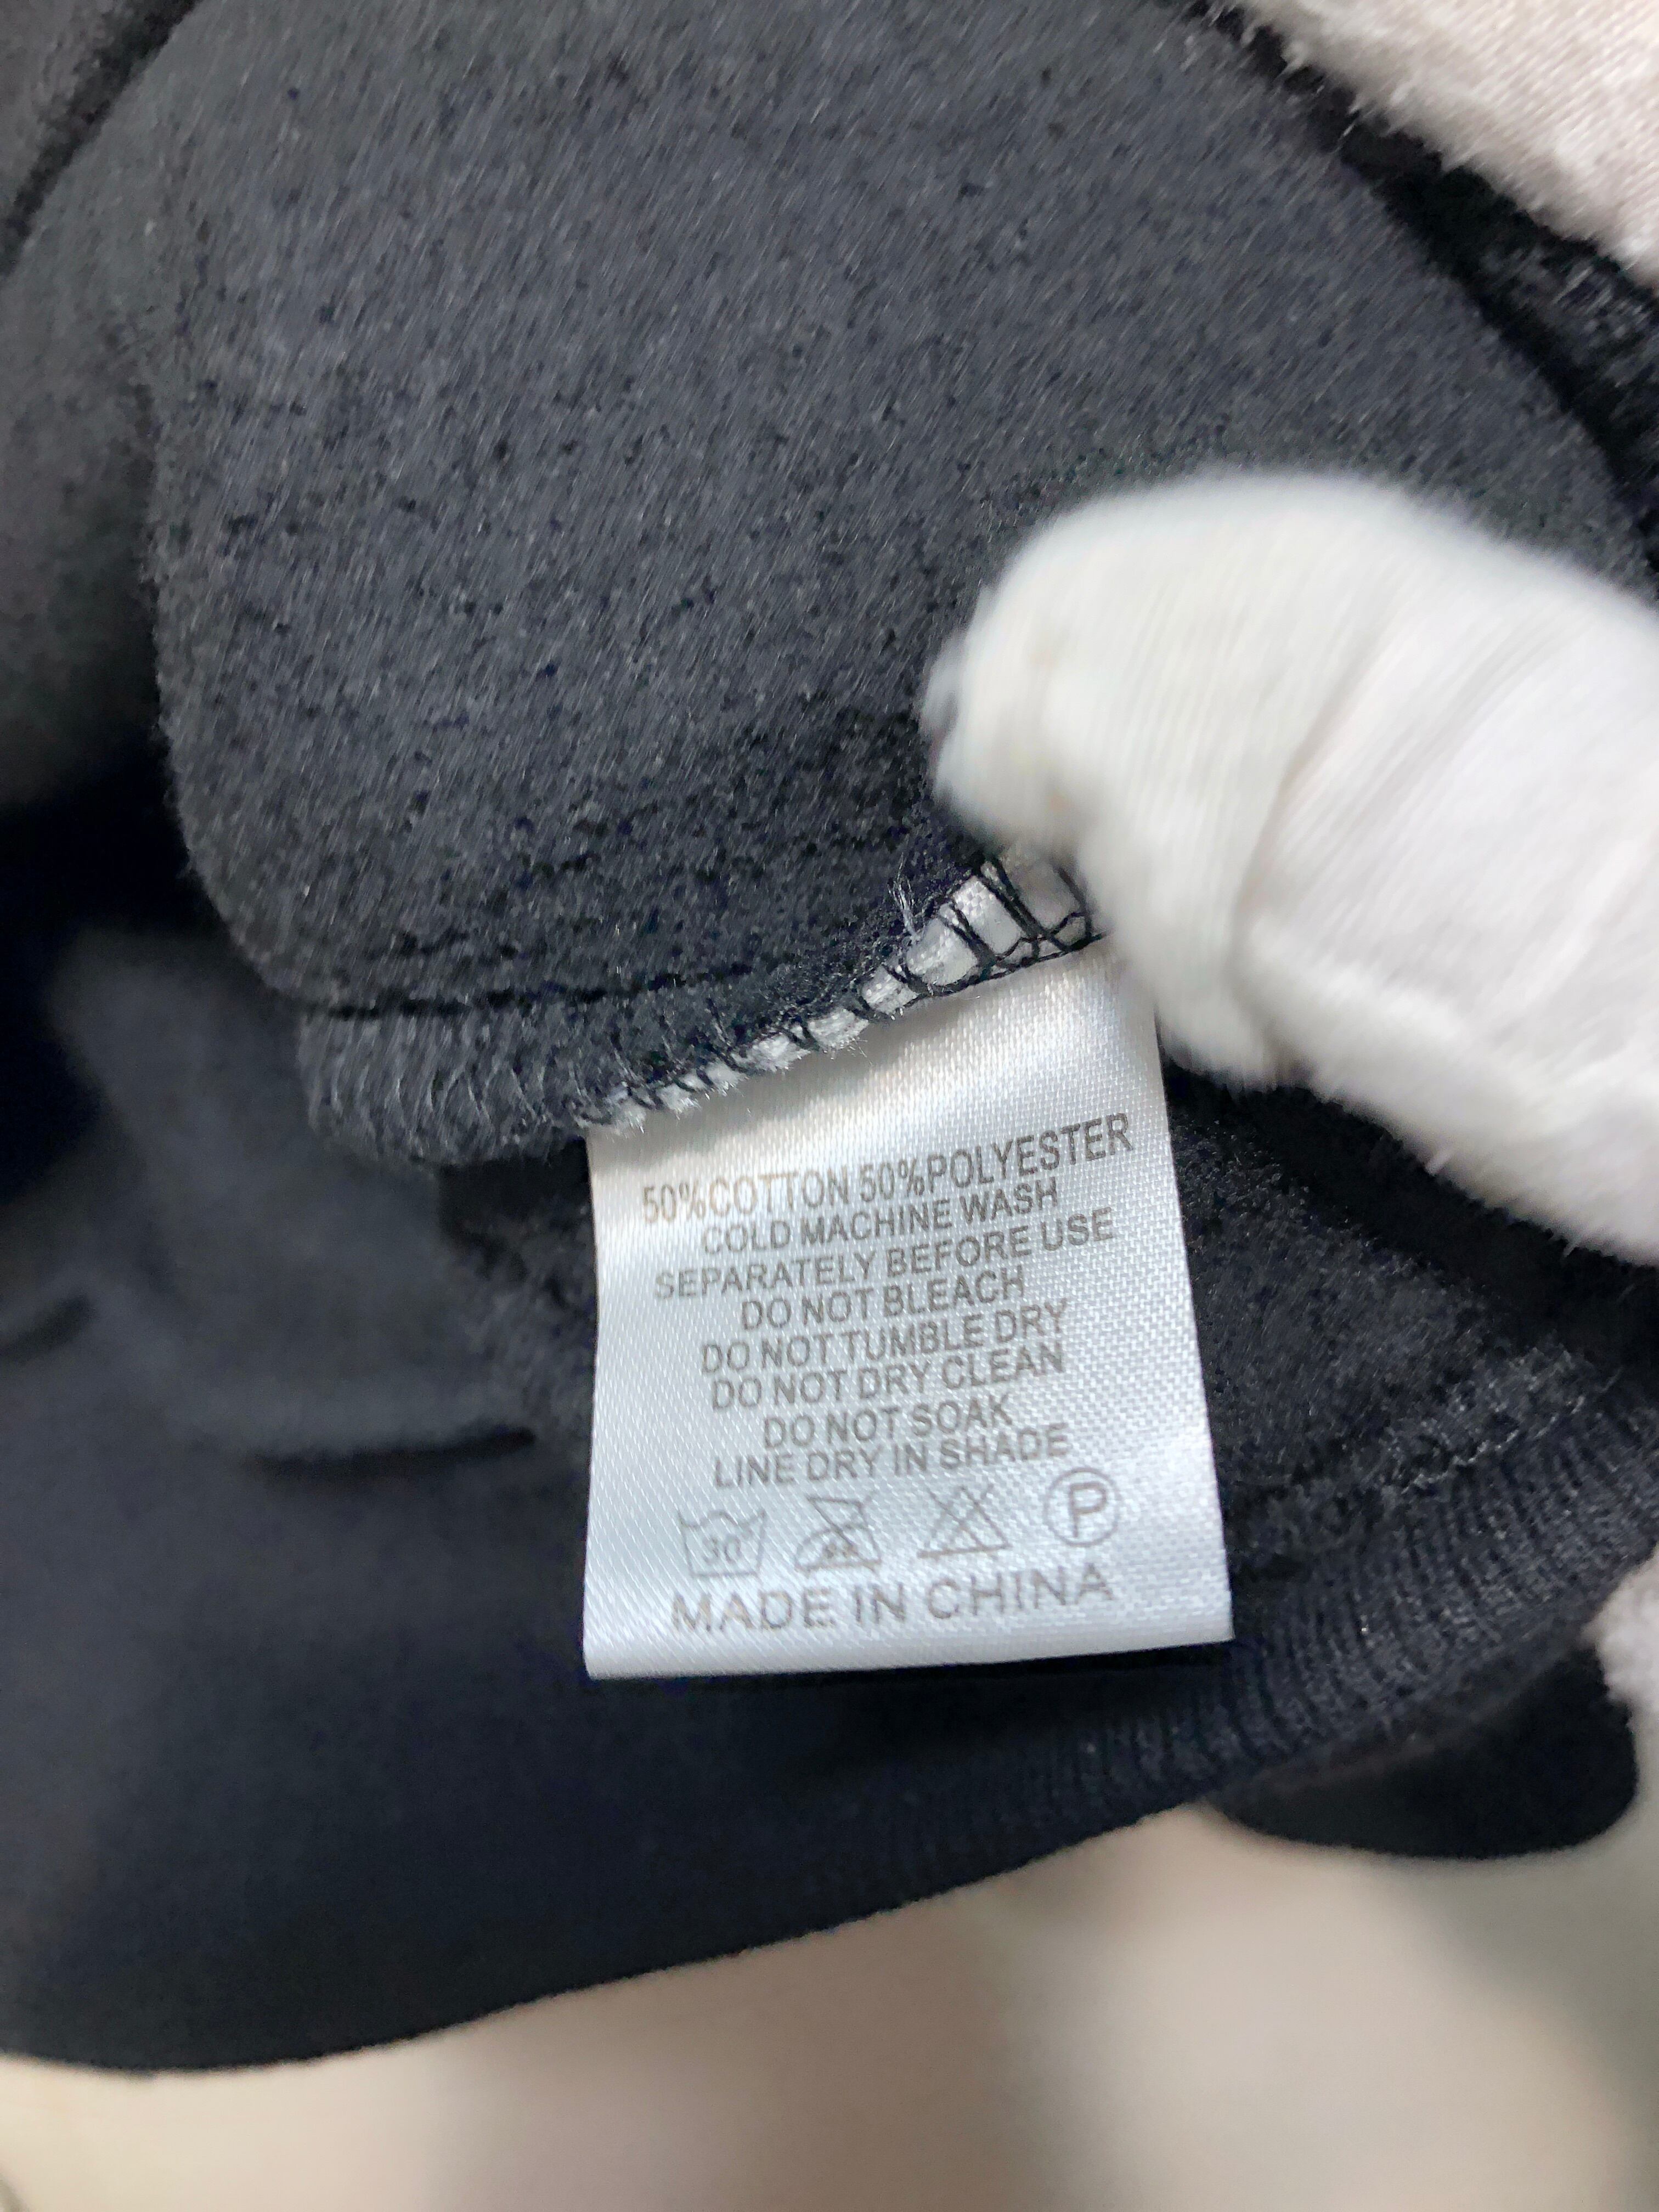 50%COTTON 50%POLYESTER
COLD MACHINE WASH
SEPARATELY BEFORE USE
DO NOT BLEACH
DO NOT TUMBLE DRY
DO NOT DRY CLEAN
DO NOT SOAK
LINE DRY IN SHADE
30 P
MADE IN CHINA